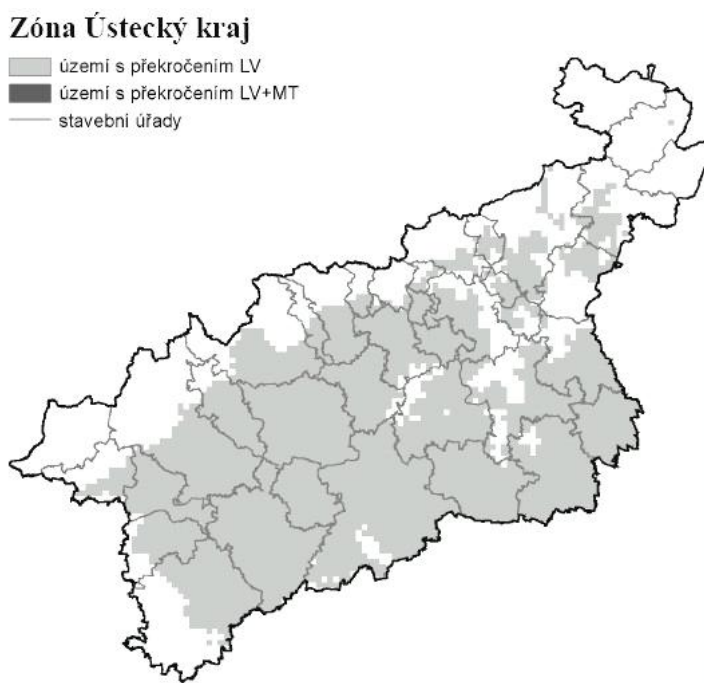 Zóna Ústecký kraj
území s překročením LV
území s překročením LV+MT
stavební úřady